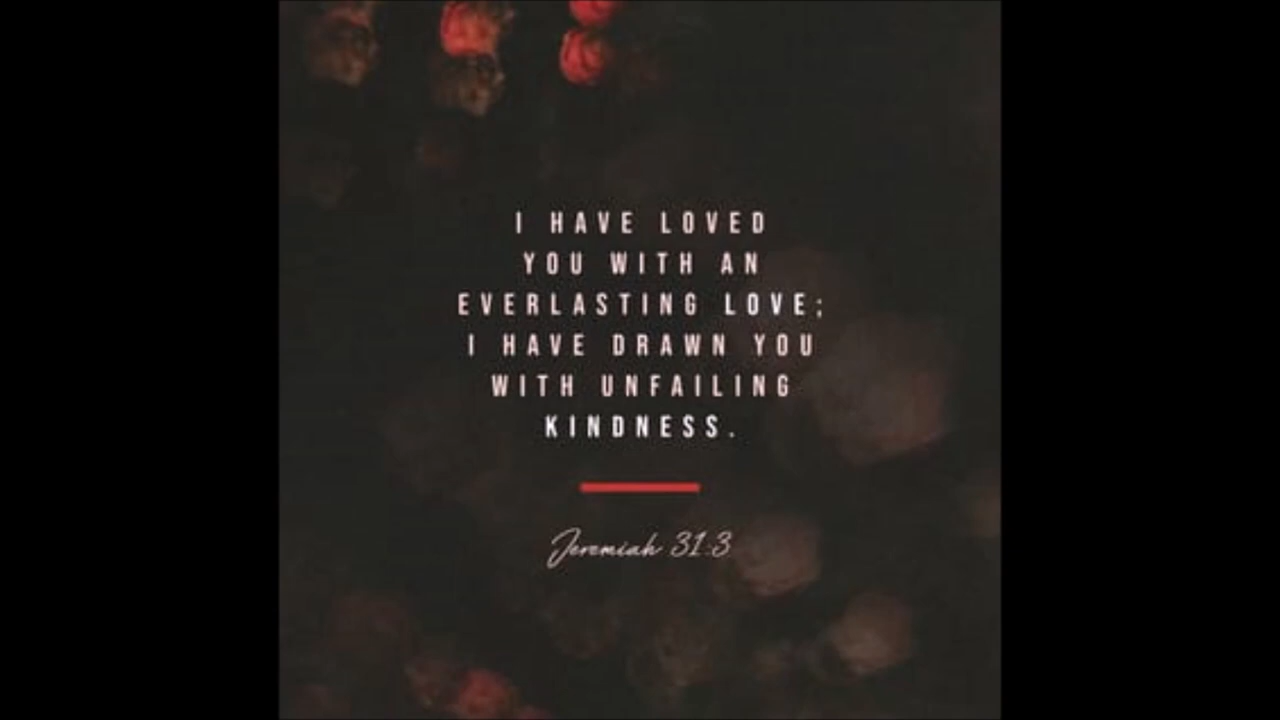 I HAVE LOVED
YOU WITH AN
EVERLASTING LOVE;
I HAVE DRAWN YOU
WITH UNFAILING
KINDNESS.
Jeremiah 31:3